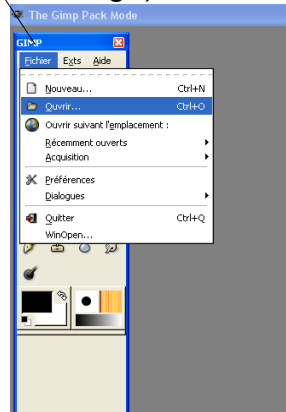 The Gimp Pack Mode
GIMP
Fichier Exts Aide
Nouveau... Ctrl+N
Ouvrir... Ctrl+O
Ouvrir suivant l'emplacement :
Récemment ouverts
Acquisition
Préférences
Dialogues
Quitter Ctrl+Q
WinOpen...